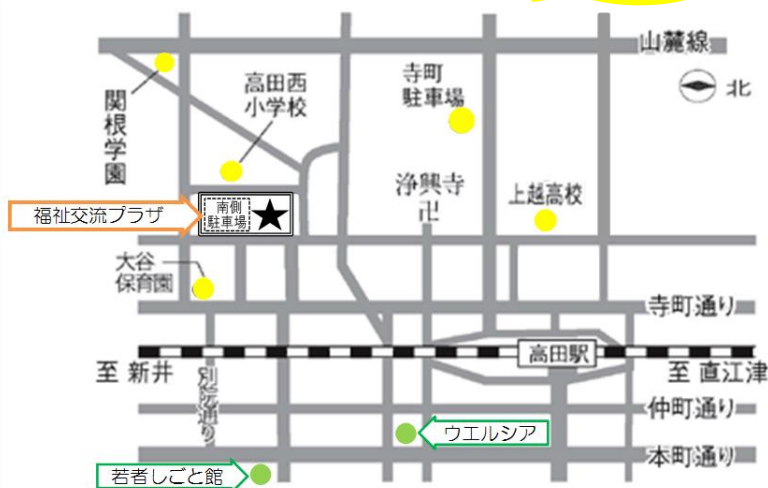 山麓線
北
関根学園
高田西
小学校
寺町
駐車場
浄興寺
卍
上越高校
福祉交流プラザ
南側
駐車場
★
大谷
保育園
寺町通り
高田駅
至 新井
至 直江津
別院通り
仲町通り
ウエルシア
本町通り
若者しごと館